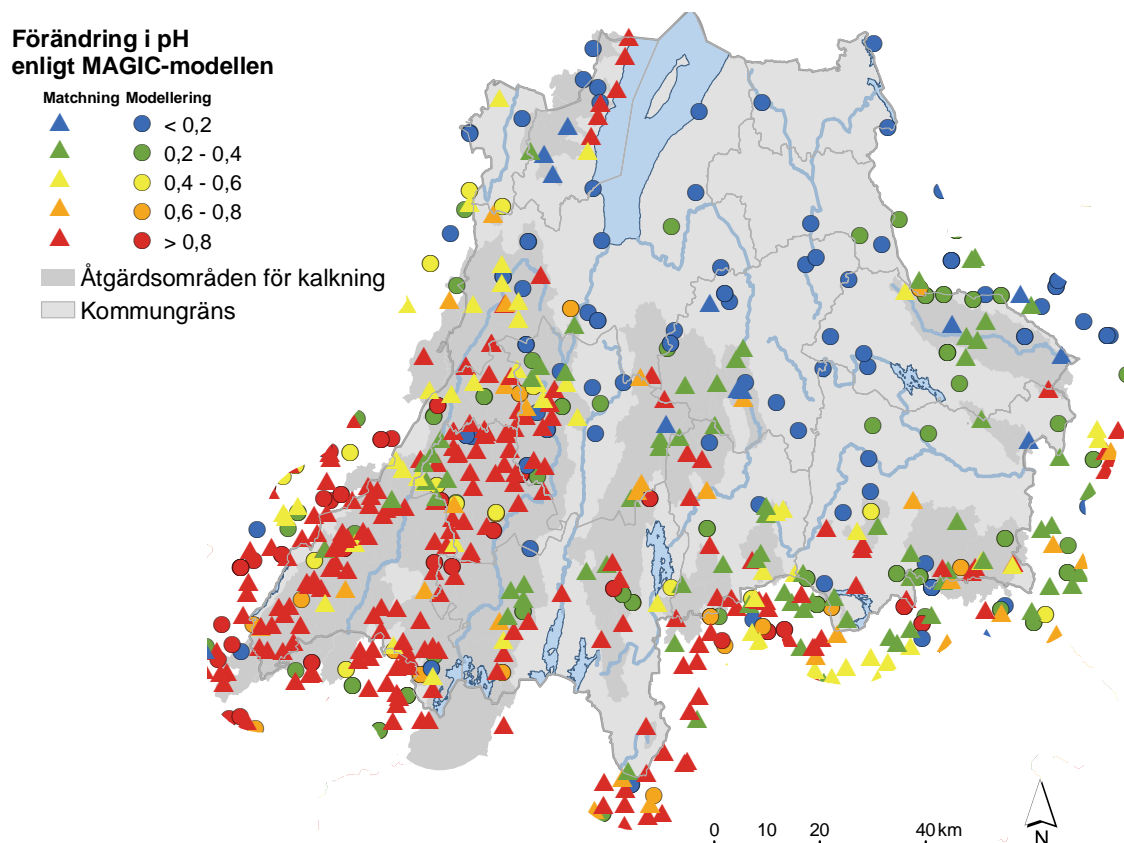 Förändring i pH
enligt MAGIC-modellen
Matchning Modellering
< 0,2
0,2 - 0,4
0,4 - 0,6
0,6 - 0,8
> 0,8
Åtgärdsområden för kalkning
Kommungräns
0 10 20 40 km
N